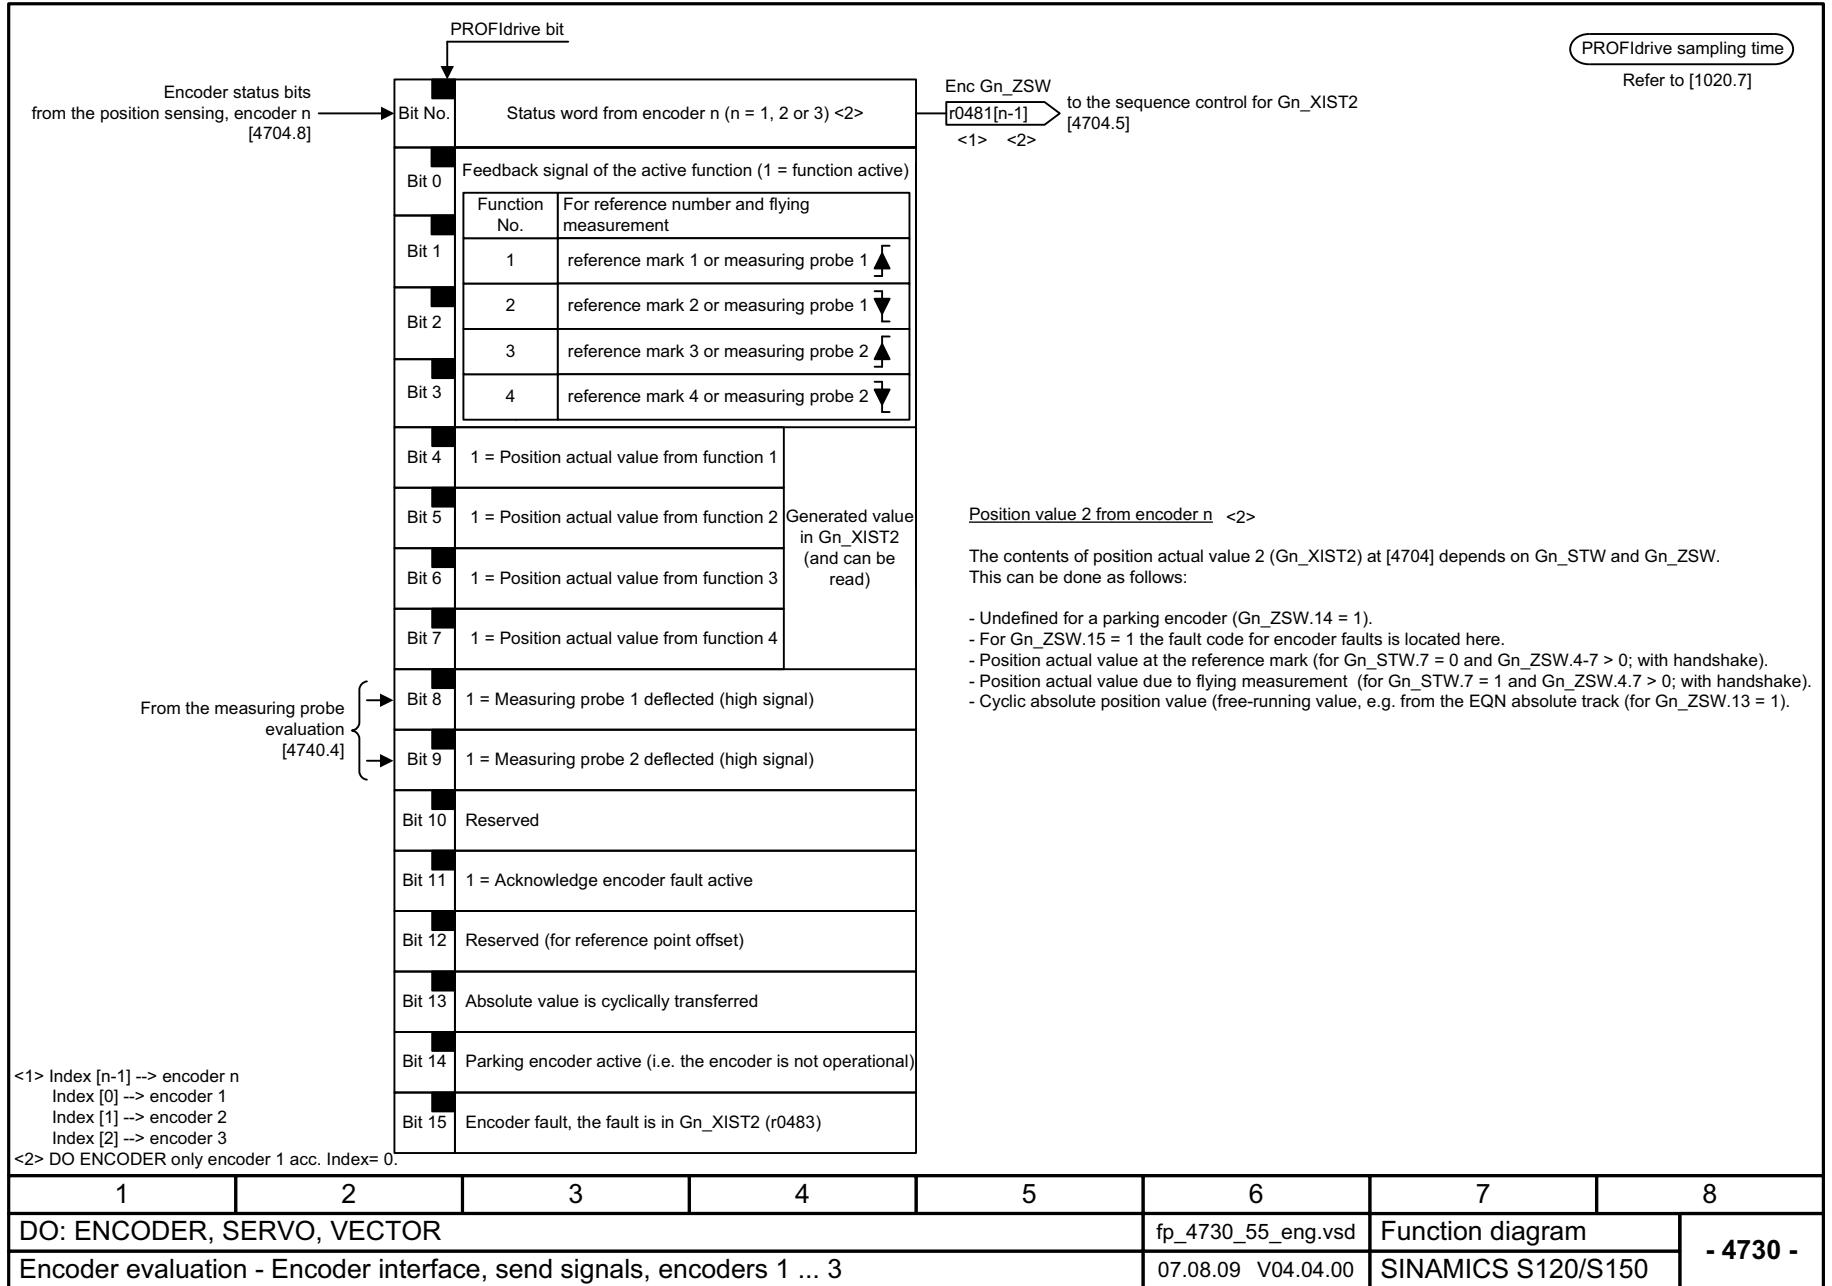 PROFIdrive bit
PROFIdrive sampling time
Refer to [1020.7]
Encoder status bits
from the position sensing, encoder n
[4704.8]
Bit No.
Status word from encoder n (n = 1, 2 or 3) <2>
Enc Gn_ZSW
r0481[n-1]
<1> <2>
to the sequence control for Gn_XIST2
[4704.5]
Bit 0
Feedback signal of the active function (1 = function active)
Function
No.
For reference number and flying
measurement
Bit 1
1
reference mark 1 or measuring probe 1
Bit 2
2
reference mark 2 or measuring probe 1
3
reference mark 3 or measuring probe 2
Bit 3
4
reference mark 4 or measuring probe 2
Bit 4
1 = Position actual value from function 1
Bit 5
1 = Position actual value from function 2
Generated value
in Gn_XIST2
(and can be
read)
Bit 6
1 = Position actual value from function 3
Bit 7
1 = Position actual value from function 4
Position value 2 from encoder n <2>
The contents of position actual value 2 (Gn_XIST2) at [4704] depends on Gn_STW and Gn_ZSW.
This can be done as follows:
- Undefined for a parking encoder (Gn_ZSW.14 = 1).
- For Gn_ZSW.15 = 1 the fault code for encoder faults is located here.
- Position actual value at the reference mark (for Gn_STW.7 = 0 and Gn_ZSW.4-7 > 0; with handshake).
- Position actual value due to flying measurement (for Gn_STW.7 = 1 and Gn_ZSW.4.7 > 0; with handshake).
- Cyclic absolute position value (free-running value, e.g. from the EQN absolute track (for Gn_ZSW.13 = 1).
From the measuring probe
evaluation
[4740.4]
Bit 8
1 = Measuring probe 1 deflected (high signal)
Bit 9
1 = Measuring probe 2 deflected (high signal)
Bit 10
Reserved
Bit 11
1 = Acknowledge encoder fault active
Bit 12
Reserved (for reference point offset)
Bit 13
Absolute value is cyclically transferred
Bit 14
Parking encoder active (i.e. the encoder is not operational)
Bit 15
Encoder fault, the fault is in Gn_XIST2 (r0483)
<1> Index [n-1] --> encoder n
Index [0] --> encoder 1
Index [1] --> encoder 2
Index [2] --> encoder 3
<2> DO ENCODER only encoder 1 acc. Index= 0.
1 2 3 4 5 6 7 8
DO: ENCODER, SERVO, VECTOR
fp_4730_55_eng.vsd
Function diagram
- 4730 -
Encoder evaluation - Encoder interface, send signals, encoders 1 ... 3
07.08.09 V04.04.00
SINAMICS S120/S150